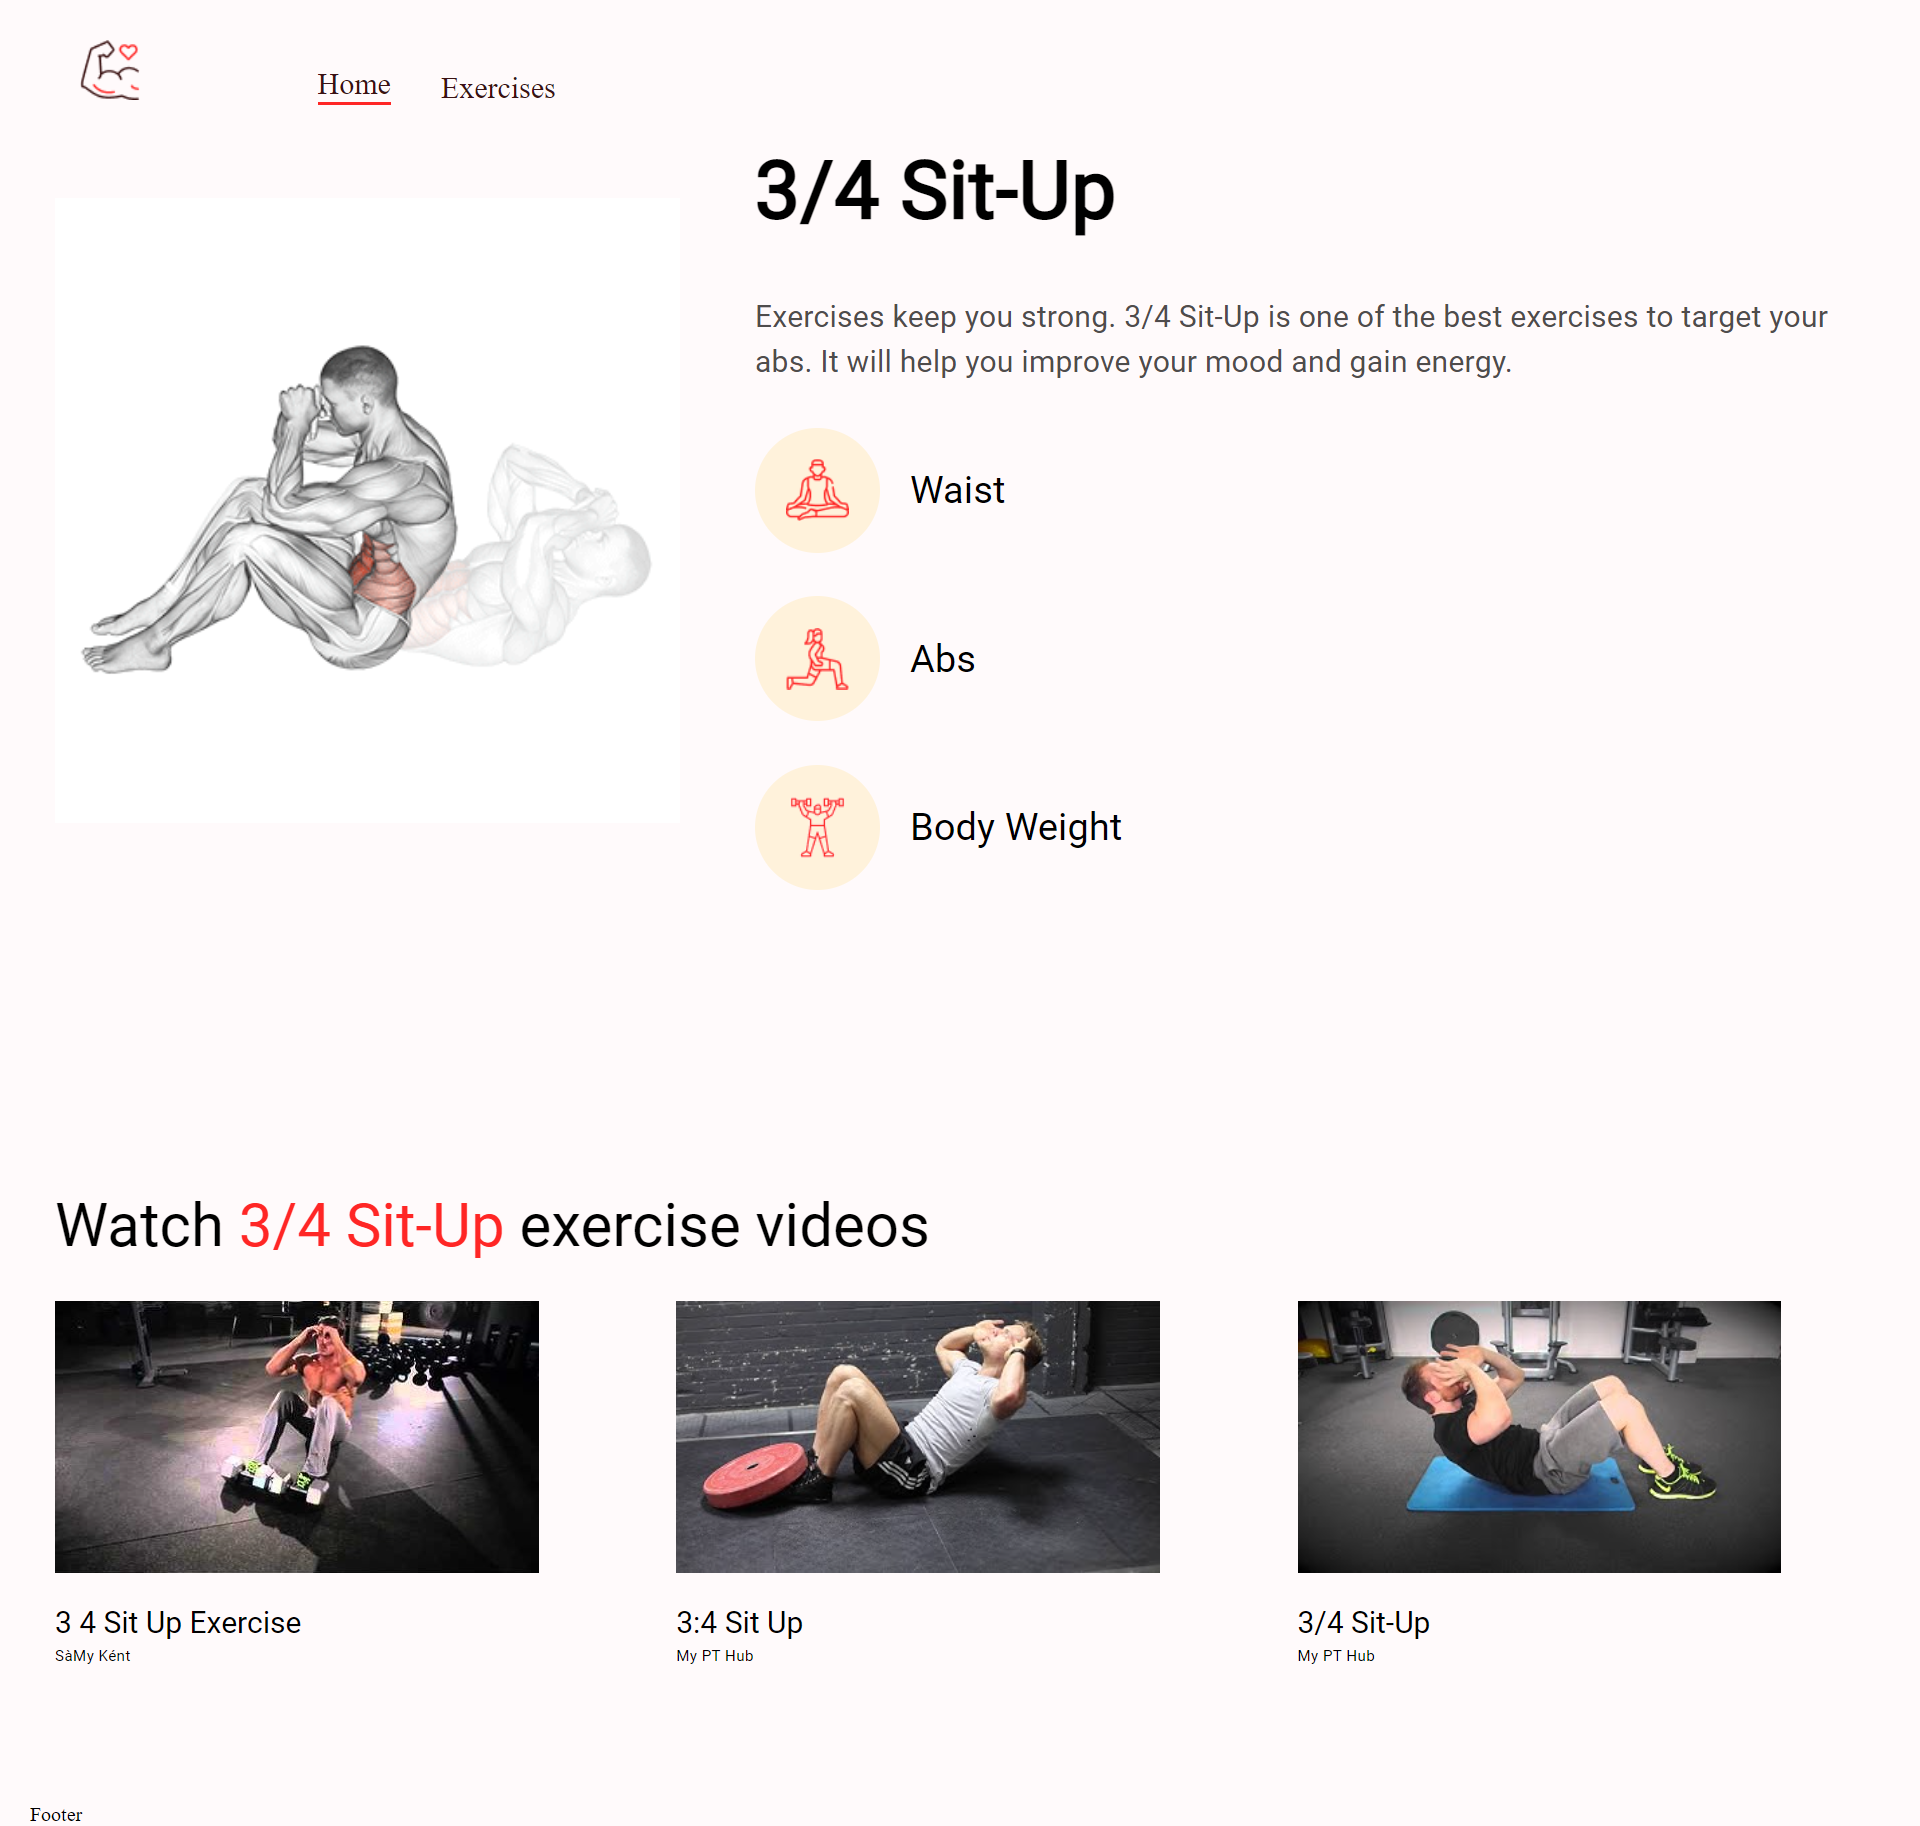 Home
Exercises
3/4 Sit-Up
Exercises keep you strong. 3/4 Sit-Up is one of the best exercises to target your
abs. It will help you improve your mood and gain energy.
Waist
Abs
Body Weight
Watch 3/4 Sit-Up exercise videos
3 4 Sit Up Exercise
SàMy Ként
3:4 Sit Up
My PT Hub
3/4 Sit-Up
My PT Hub
Footer